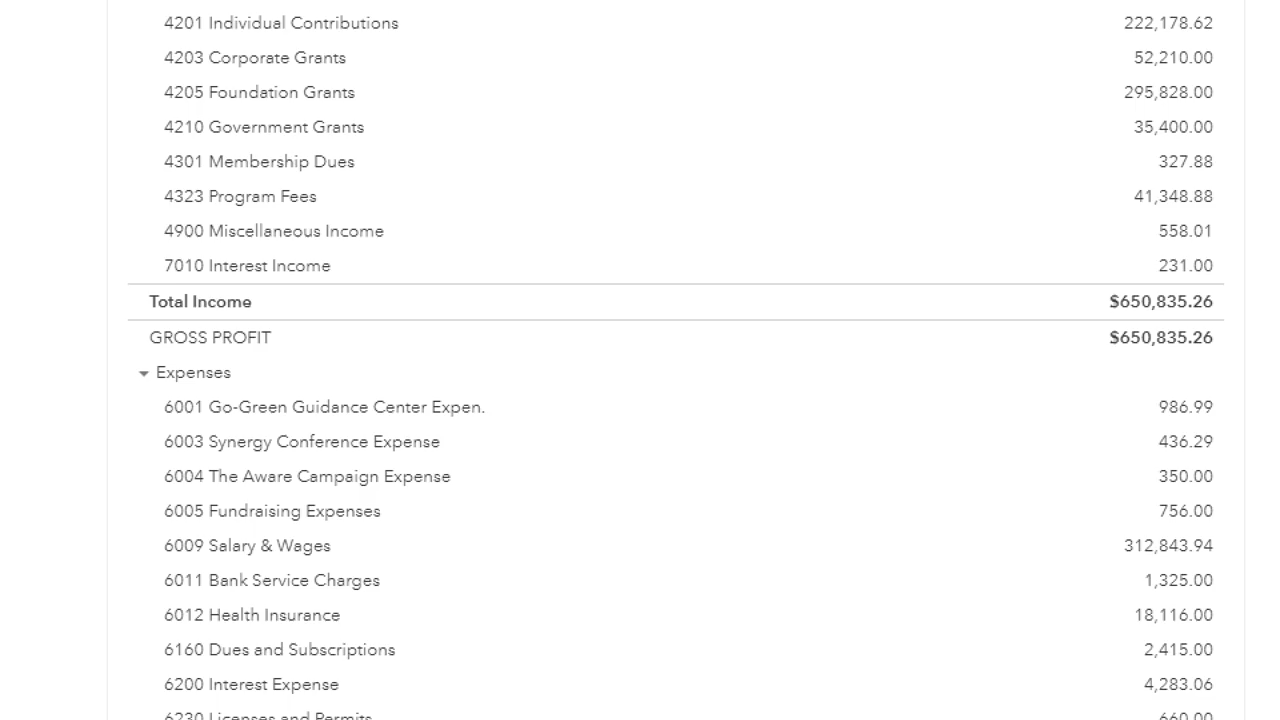 4201 Individual Contributions 222,178.62
4203 Corporate Grants 52,210.00
4205 Foundation Grants 295,828.00
4210 Government Grants 35,400.00
4301 Membership Dues 327.88
4323 Program Fees 41,348.88
4900 Miscellaneous Income 558.01
7010 Interest Income 231.00
Total Income $650,835.26
GROSS PROFIT $650,835.26
Expenses
6001 Go-Green Guidance Center Expen. 986.99
6003 Synergy Conference Expense 436.29
6004 The Aware Campaign Expense 350.00
6005 Fundraising Expenses 756.00
6009 Salary & Wages 312,843.94
6011 Bank Service Charges 1,325.00
6012 Health Insurance 18,116.00
6160 Dues and Subscriptions 2,415.00
6200 Interest Expense 4,283.06
6230 Licenses and Permits 660.00